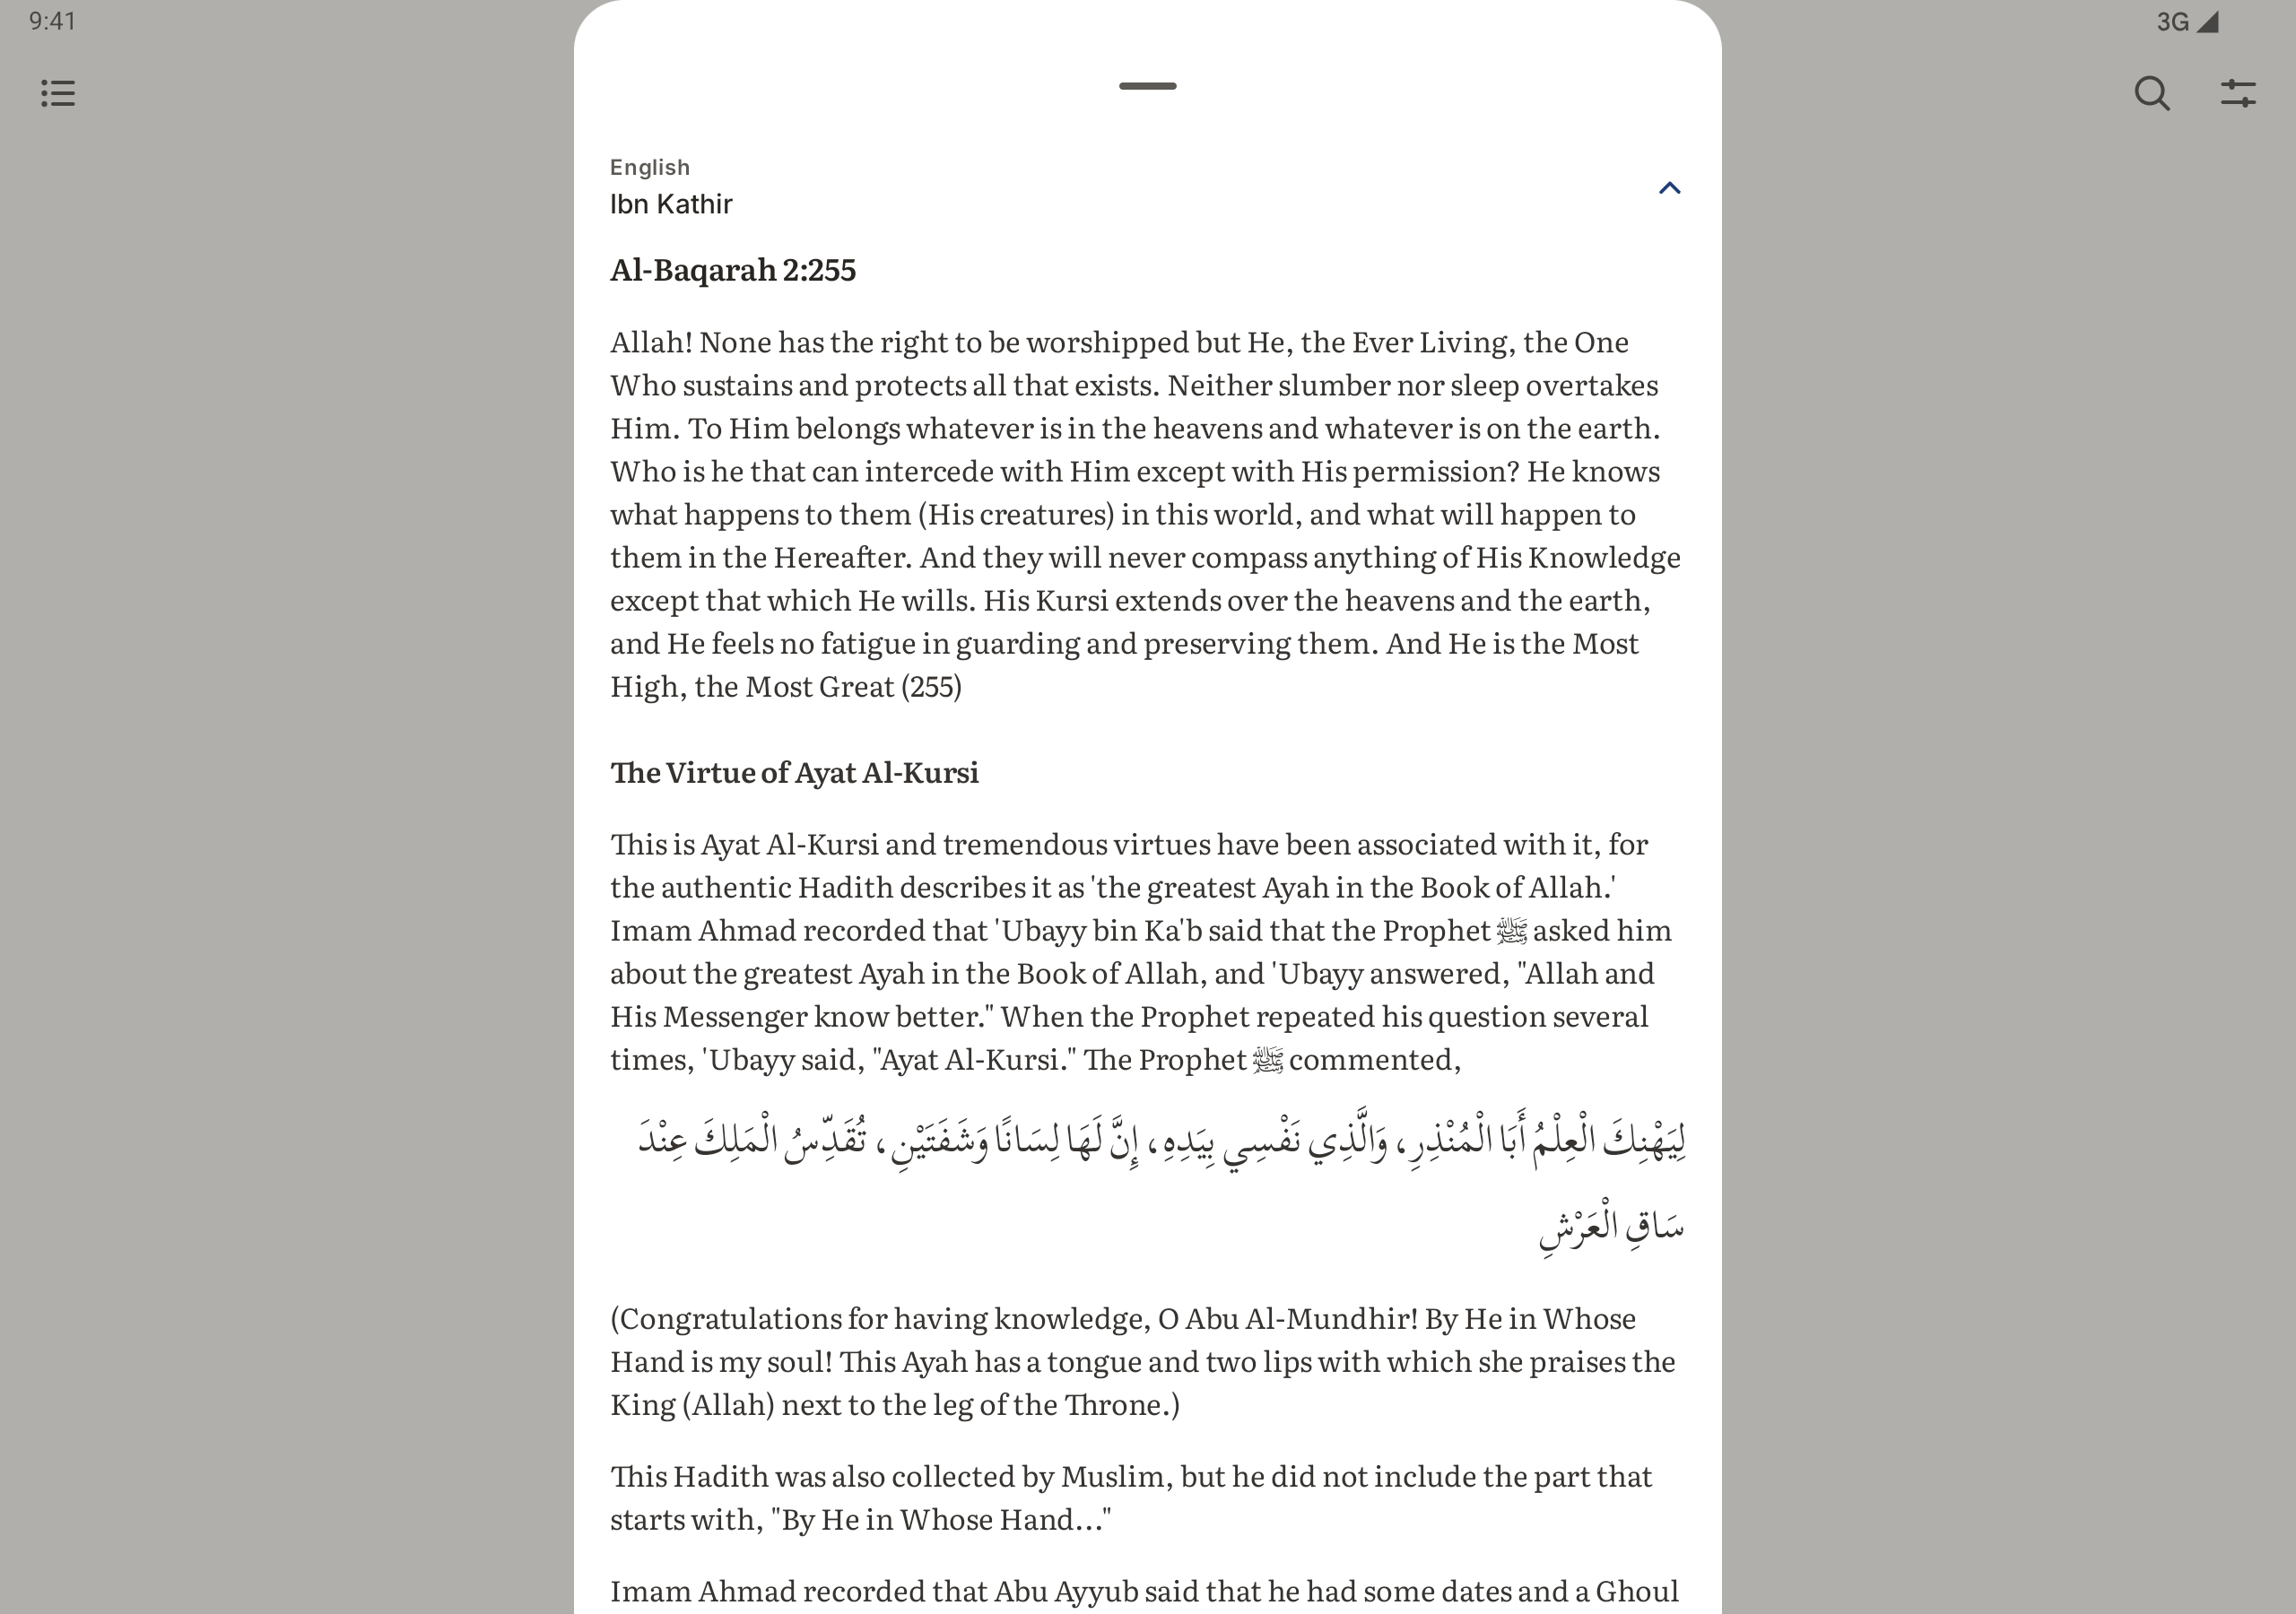 9:41
3G
English
Ibn Kathir
Al-Baqarah 2:255
Allah! None has the right to be worshipped but He, the Ever Living, the One
Who sustains and protects all that exists. Neither slumber nor sleep overtakes
Him. To Him belongs whatever is in the heavens and whatever is on the earth.
Who is he that can intercede with Him except with His permission? He knows
what happens to them (His creatures) in this world, and what will happen to
them in the Hereafter. And they will never compass anything of His Knowledge
except that which He wills. His Kursi extends over the heavens and the earth,
and He feels no fatigue in guarding and preserving them. And He is the Most
High, the Most Great (255)
The Virtue of Ayat Al-Kursi
This is Ayat Al-Kursi and tremendous virtues have been associated with it, for
the authentic Hadith describes it as 'the greatest Ayah in the Book of Allah.'
Imam Ahmad recorded that 'Ubayy bin Ka'b said that the Prophet ﷺ asked him
about the greatest Ayah in the Book of Allah, and 'Ubayy answered, "Allah and
His Messenger know better." When the Prophet repeated his question several
times, 'Ubayy said, "Ayat Al-Kursi." The Prophet ﷺ commented,
لِيَهْنِكَ الْعِلْمُ أَبَا الْمُنْذِرِ، وَالَّذِي نَفْسِي بِيَدِهِ، إِنَّ لَهَا لِسَانًا وَشَفَتَيْنِ، تُقَدِّسُ الْمَلِكَ عِنْدَ
سَاقِ الْعَرْشِ
(Congratulations for having knowledge, O Abu Al-Mundhir! By He in Whose
Hand is my soul! This Ayah has a tongue and two lips with which she praises the
King (Allah) next to the leg of the Throne.)
This Hadith was also collected by Muslim, but he did not include the part that
starts with, "By He in Whose Hand..."
Imam Ahmad recorded that Abu Ayyub said that he had some dates and a Ghoul